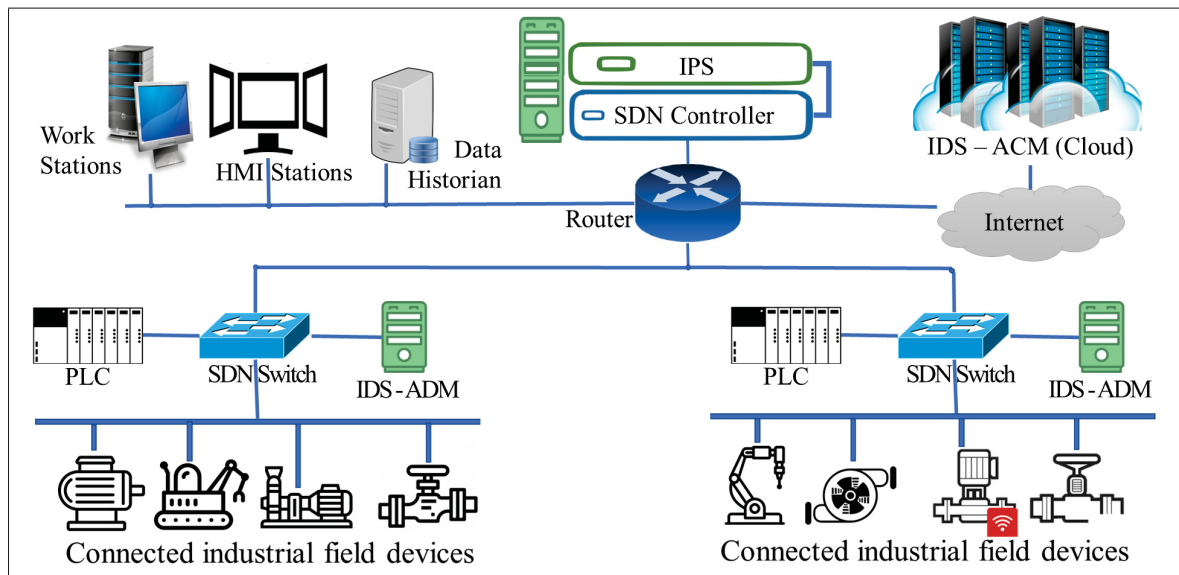 IPS
SDN Controller
Work
Stations
HMI Stations
Data
Historian
IDS – ACM (Cloud)
Router
Internet
PLC
SDN Switch
IDS - ADM
PLC
SDN Switch
IDS - ADM
Connected industrial field devices
Connected industrial field devices